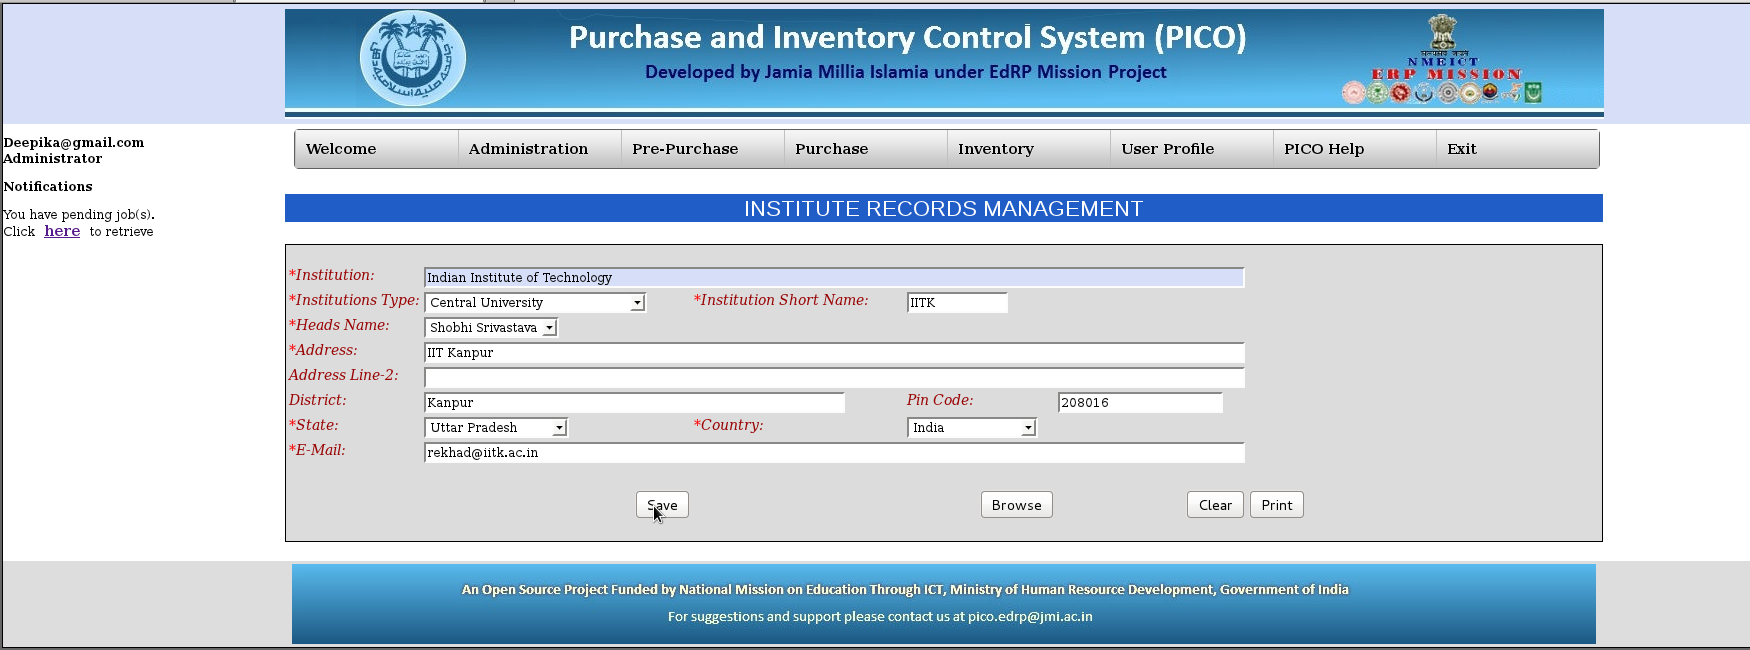 Purchase and Inventory Control System (PICO)
Developed by Jamia Millia Islamia under EdRP Mission Project
सत्यमेव जयते
NMEICT
ERP MISSION
Deepika@gmail.com
Administrator
Notifications
You have pending job(s).
Click here to retrieve
Welcome Administration Pre-Purchase Purchase Inventory User Profile PICO Help Exit
INSTITUTE RECORDS MANAGEMENT
*Institution: Indian Institute of Technology
*Institutions Type: Central University *Institution Short Name: IITK
*Heads Name: Shobhi Srivastava
*Address: IIT Kanpur
Address Line-2:
District: Kanpur Pin Code: 208016
*State: Uttar Pradesh *Country: India
*E-Mail: rekhad@iitk.ac.in
Save Browse Clear Print
An Open Source Project Funded by National Mission on Education Through ICT, Ministry of Human Resource Development, Government of India
For suggestions and support please contact us at pico.edrp@jmi.ac.in